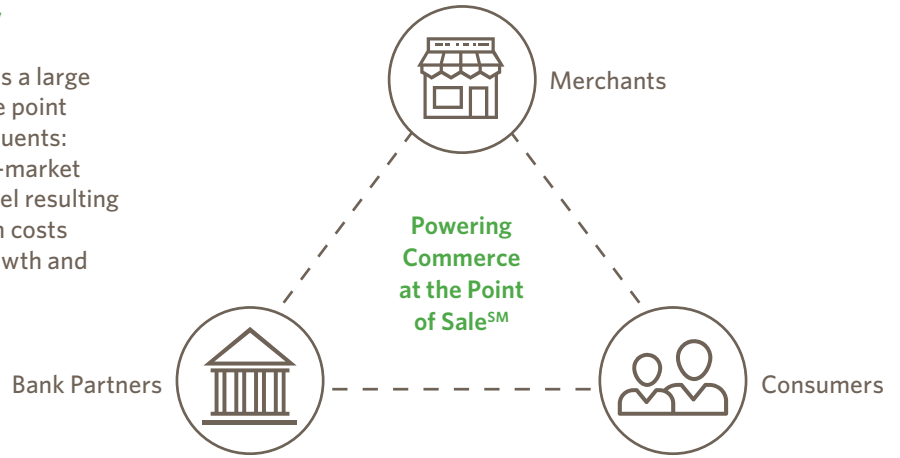 s a large
e point
uents:
-market
el resulting
n costs
wth and
Merchants
Powering
Commerce
at the Point
of Sale℠
Bank Partners
Consumers